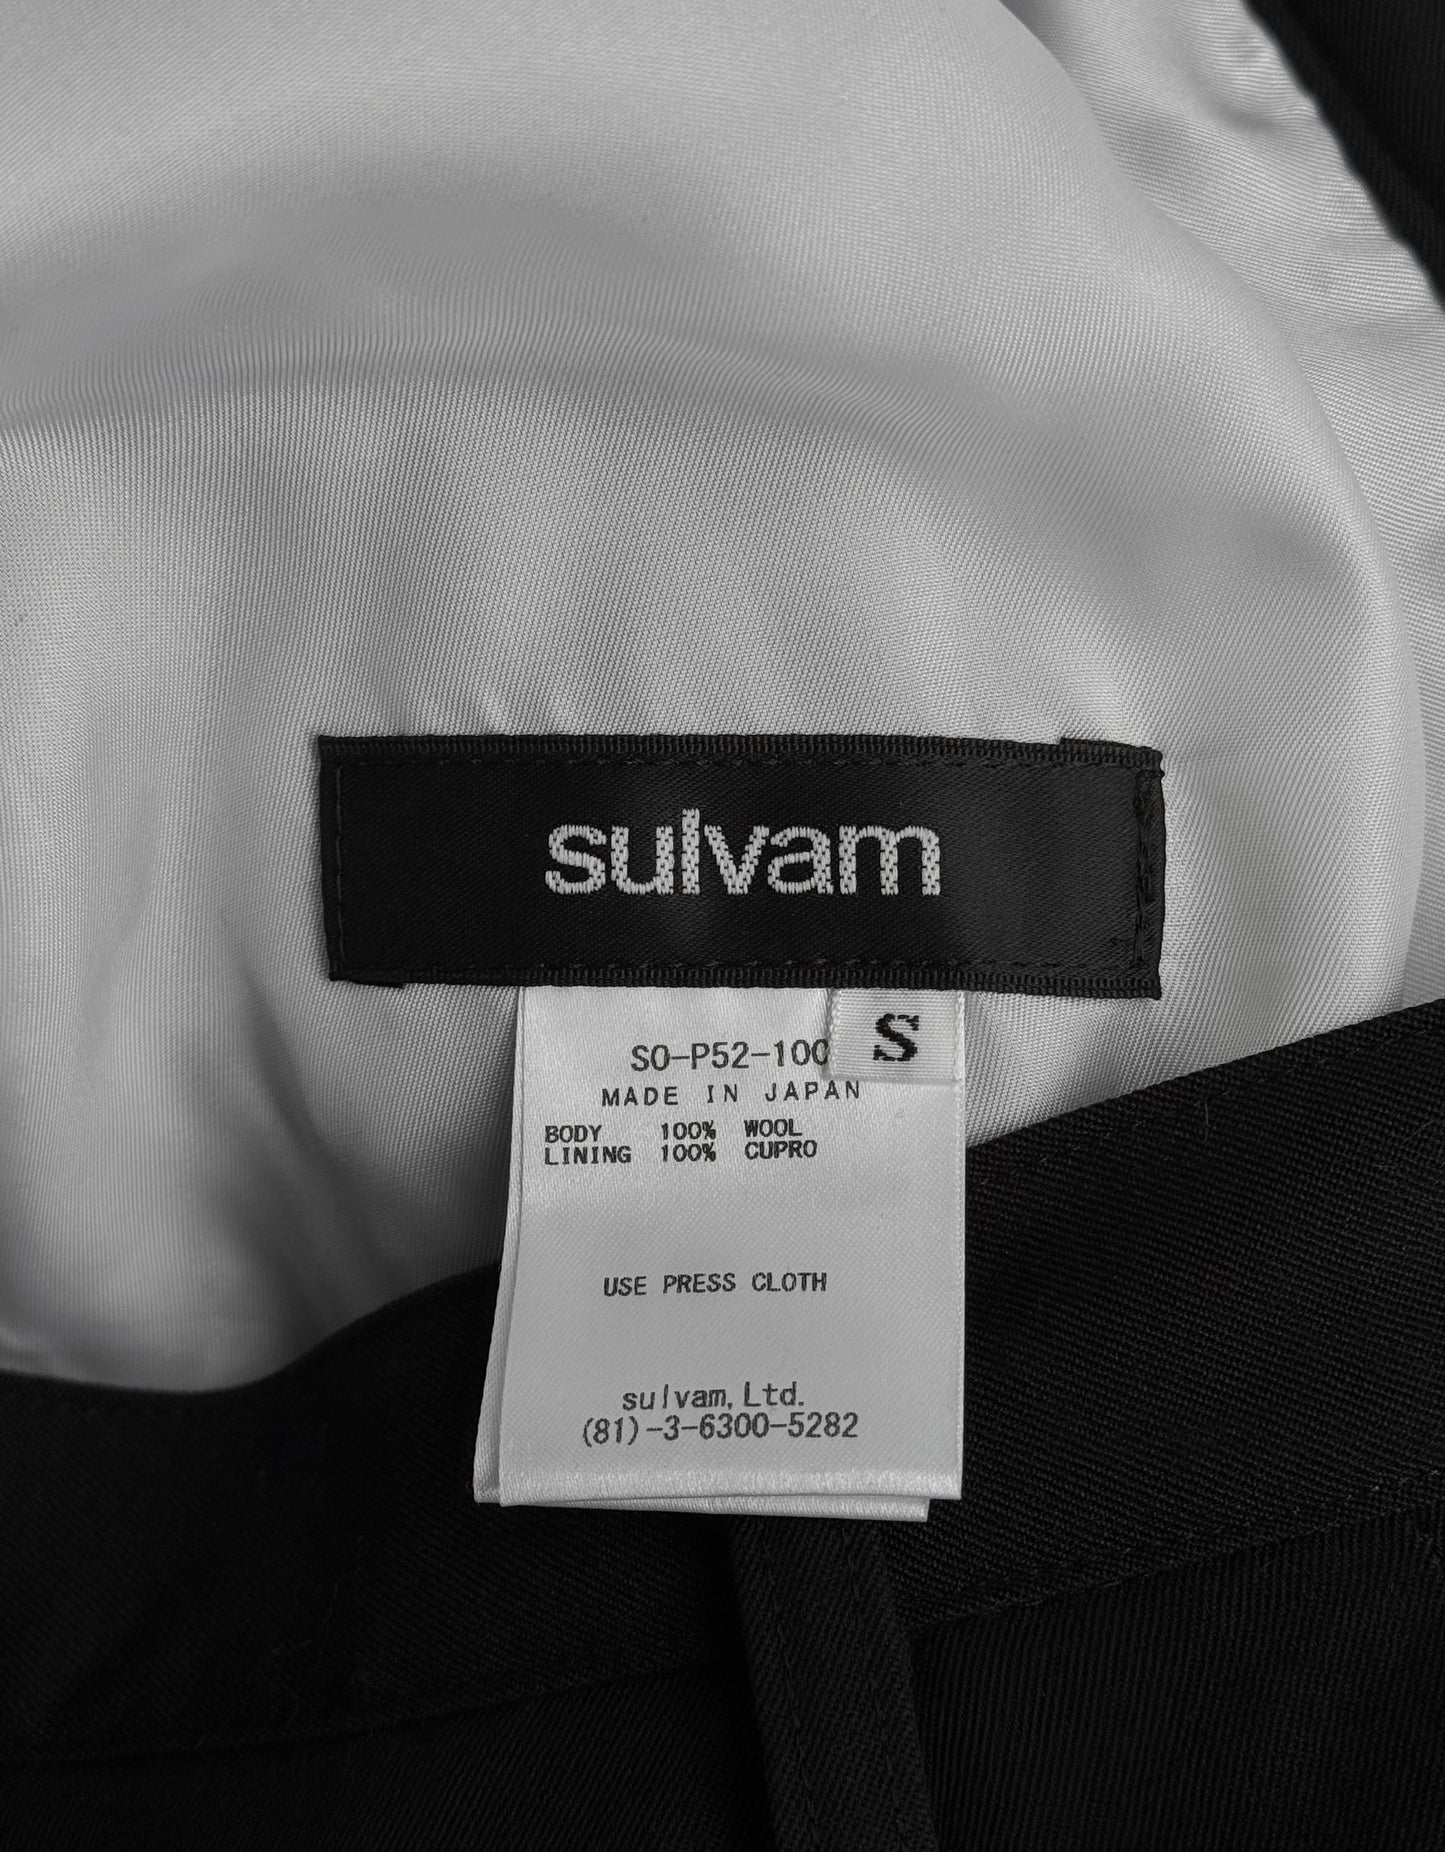 sulvam
S
SO-P52-100
MADE IN JAPAN
BODY 100% WOOL
LINING 100% CUPRO
USE PRESS CLOTH
sulvam, Ltd.
(81)-3-6300-5282